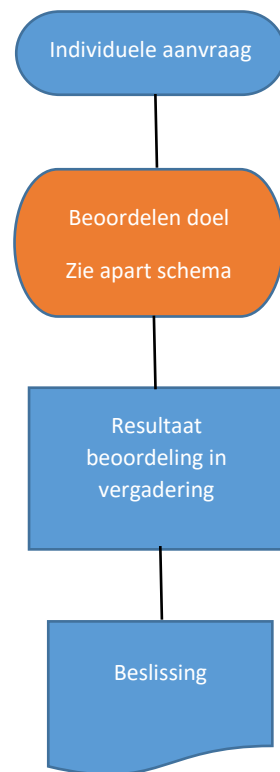 Individuele aanvraag
Beoordelen doel
Zie apart schema
Resultaat
beoordeling in
vergadering
Beslissing